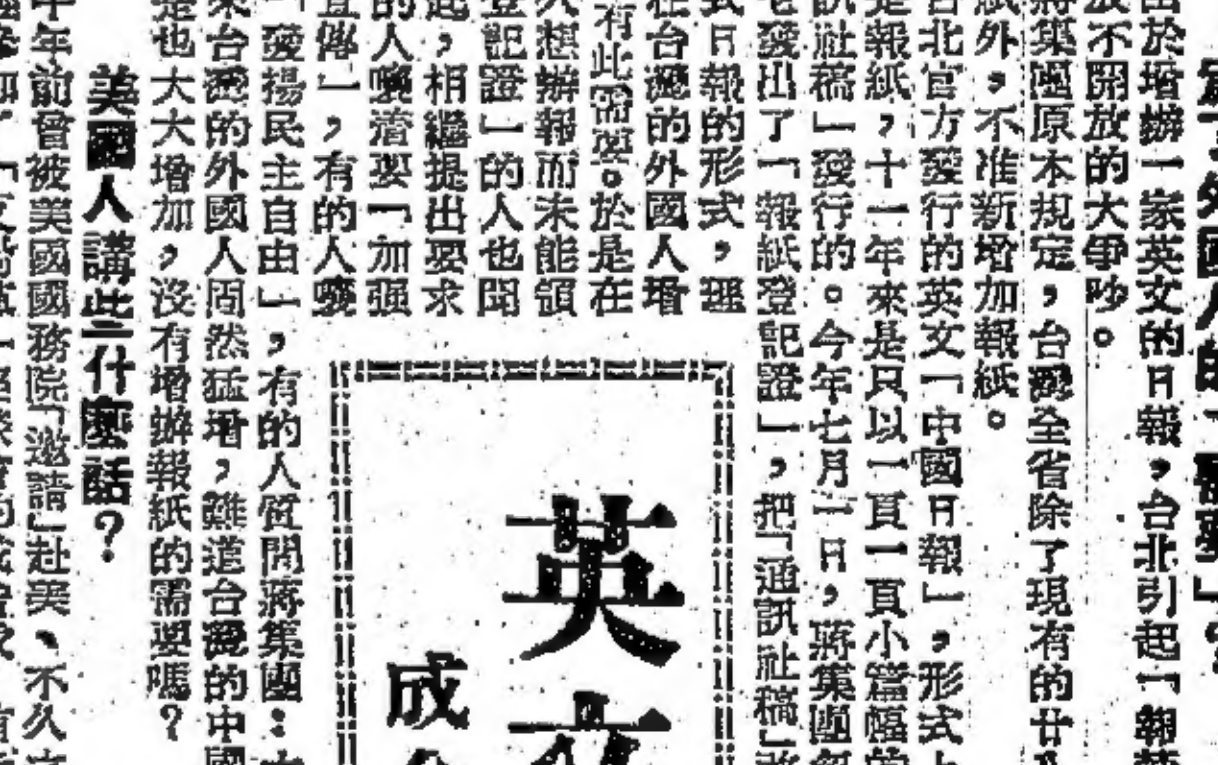 爲了外國人的「需要」？
由於增辦一家英文的日報，台北引起「報禁
放不開放的大爭吵。
蔣集團原本規定，台灣全省除了現有的廿
紙外，不准新增加報紙。
台北官方發行的英文「中國日報」，形式上
是報紙，十一年來是只以一頁一頁小篇幅的
訊社稿」發行的。今年七月一日，蔣集團
宅發出了「報紙登記證」，把「通訊社稿」改
式日報的形式，理
在台灣的外國人增
有此需要。於是在
久想辦報而未能領
登記證」的人也聞
起，相繼提出要求
的人嚷着要「加强
宣傳」，有的人嚷
「發揚民主自由」，有的人質問蔣集團：
來台灣的外國人固然猛增，難道台灣的中國
是也大大增加，沒有增辦報紙的需要嗎？
美國人講些什麼話？
年前曾被美國國務院「邀請」赴美、不久
英文
成